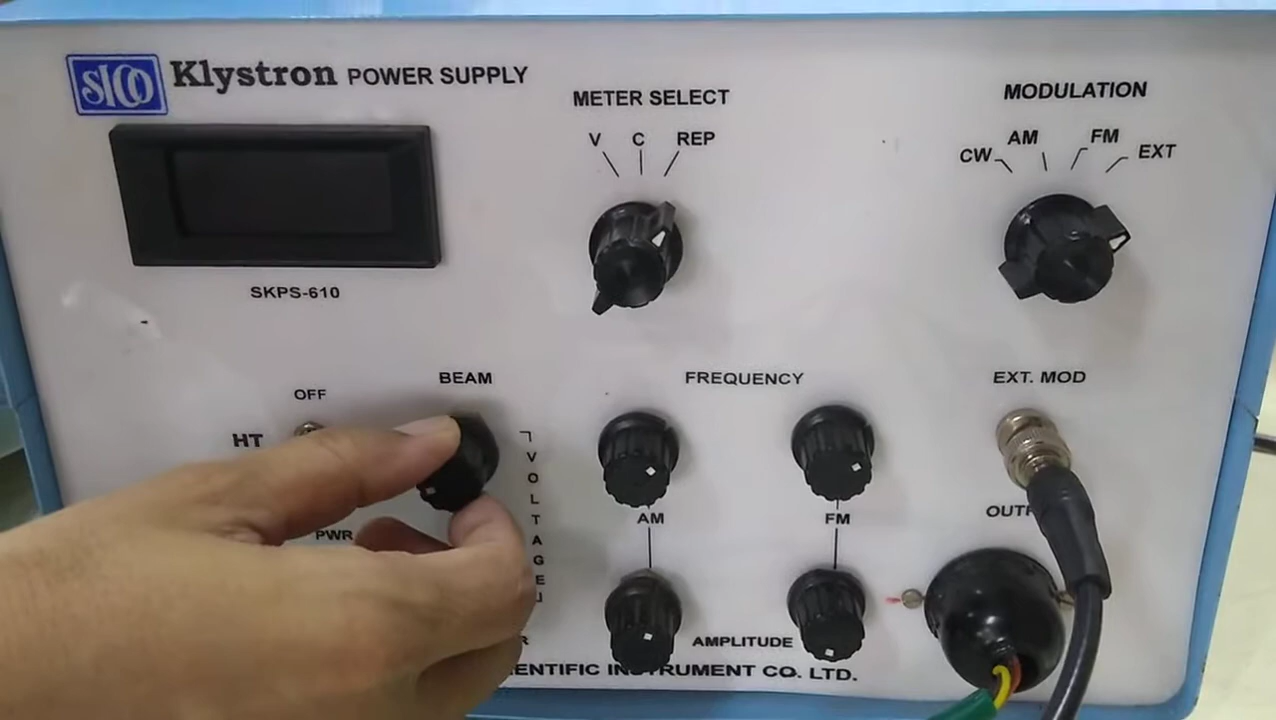 SICO Klystron POWER SUPPLY
METER SELECT
V C REP
MODULATION
CW AM FM EXT
SKPS-610
BEAM
FREQUENCY
EXT. MOD
OFF
HT
VOLTAGE
PWR
AM
FM
AMPLITUDE
INSTRUMENT CO. LTD.